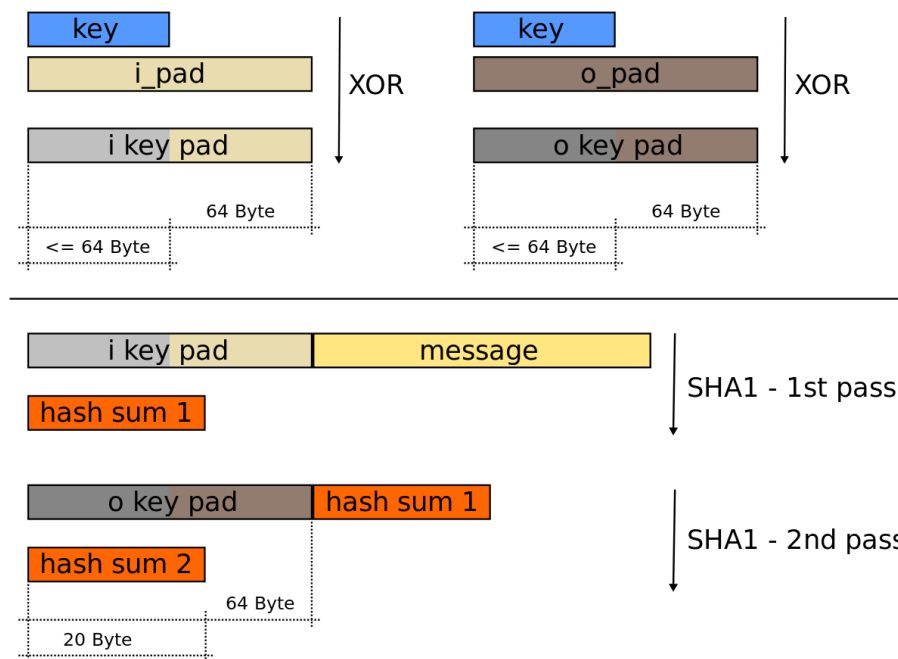 key
i_pad
XOR
i key pad
64 Byte
<= 64 Byte
key
o_pad
XOR
o key pad
64 Byte
<= 64 Byte
i key pad
message
SHA1 - 1st pass
hash sum 1
o key pad
hash sum 1
SHA1 - 2nd pass
hash sum 2
64 Byte
20 Byte